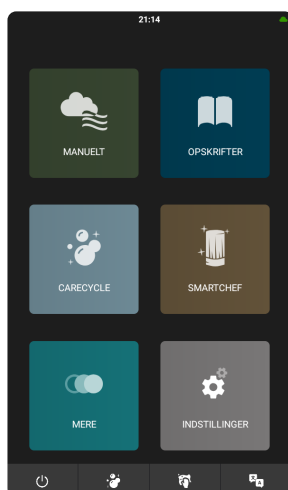 21:14
MANUELT
OPSKRIFTER
CARECYCLE
SMARTCHEF
MERE
INDSTILLINGER